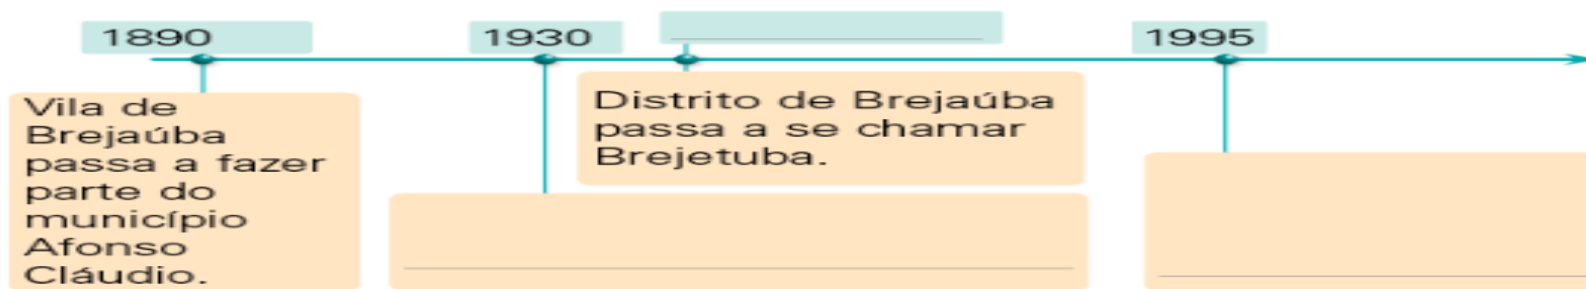 1890
1930
1995
Vila de
Brejaúba
passa a fazer
parte do
município
Afonso
Cláudio.
Distrito de Brejaúba
passa a se chamar
Brejetuba.